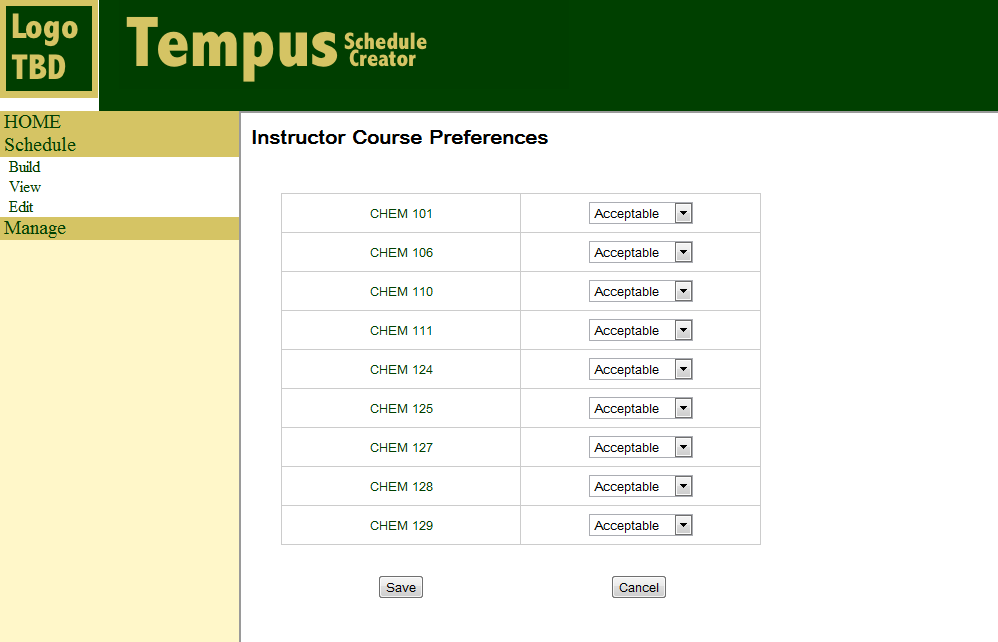 Logo
TBD
Tempus Schedule
Creator
HOME
Schedule
Build
View
Edit
Manage
Instructor Course Preferences
CHEM 101 Acceptable
CHEM 106 Acceptable
CHEM 110 Acceptable
CHEM 111 Acceptable
CHEM 124 Acceptable
CHEM 125 Acceptable
CHEM 127 Acceptable
CHEM 128 Acceptable
CHEM 129 Acceptable
Save Cancel